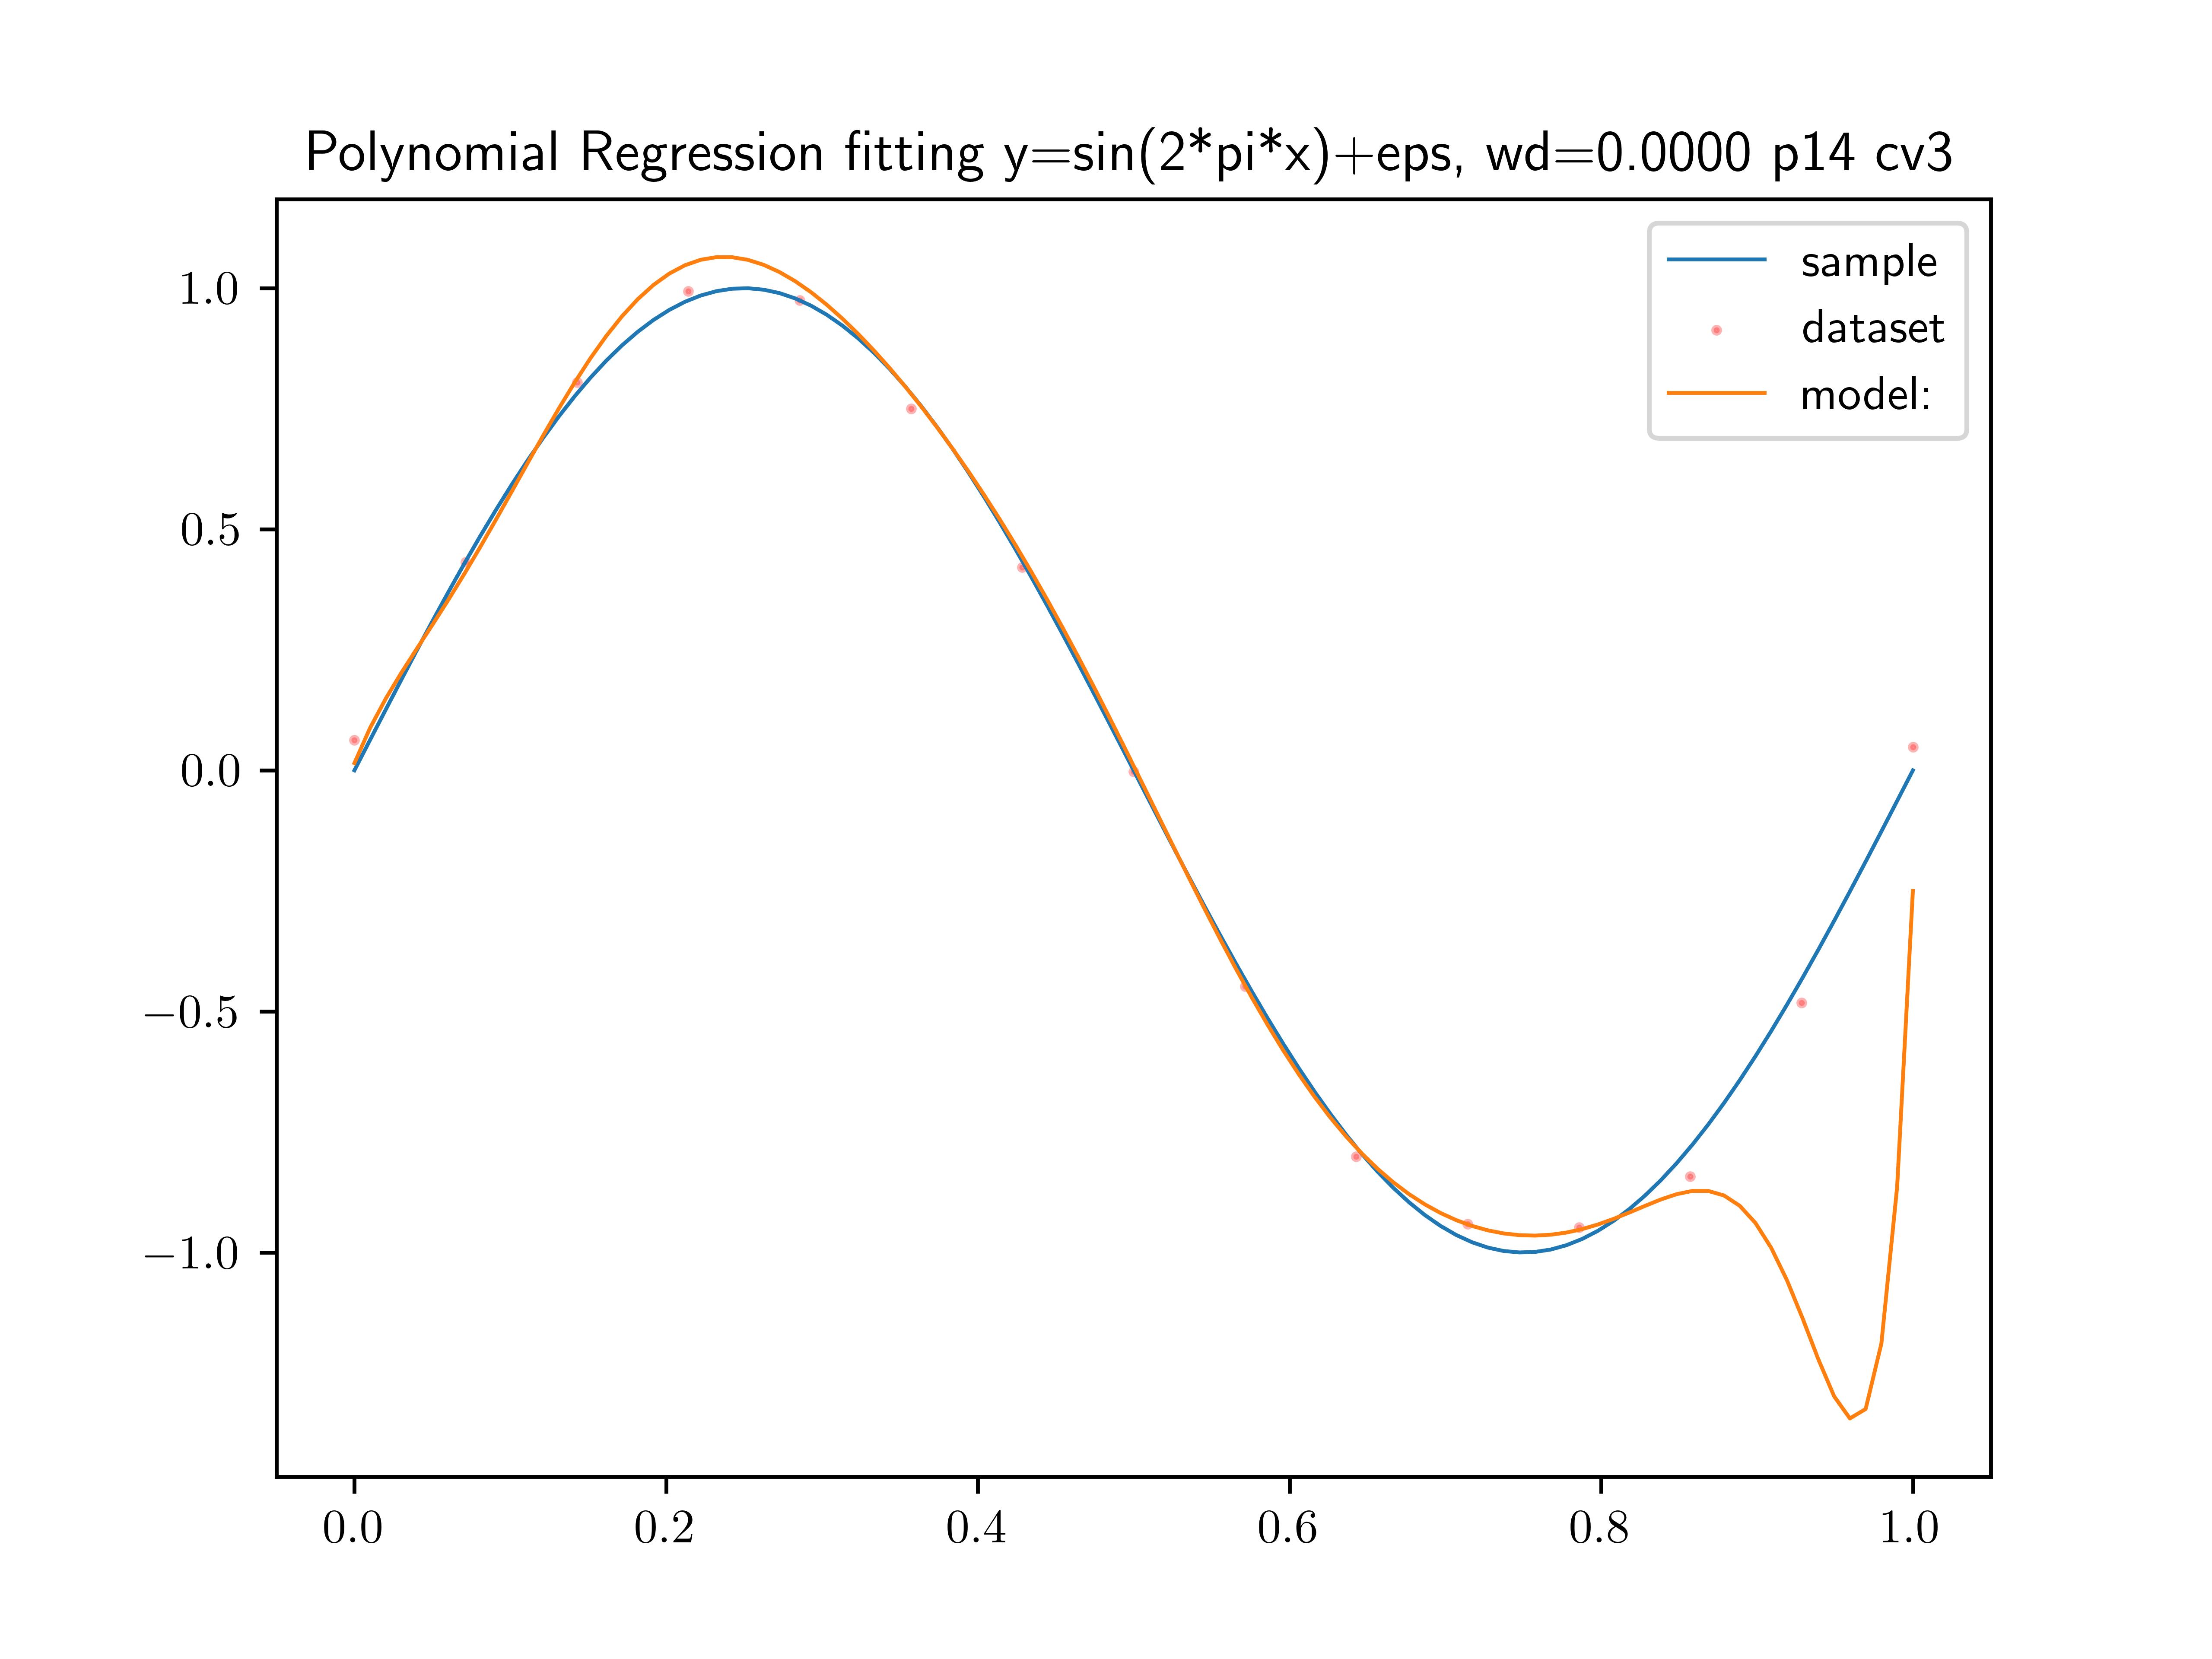 Polynomial Regression fitting y=sin(2*pi*x)+eps, wd=0.0000 p14 cv3
sample
dataset
model:
1.0
0.5
0.0
−0.5
−1.0
0.0 0.2 0.4 0.6 0.8 1.0